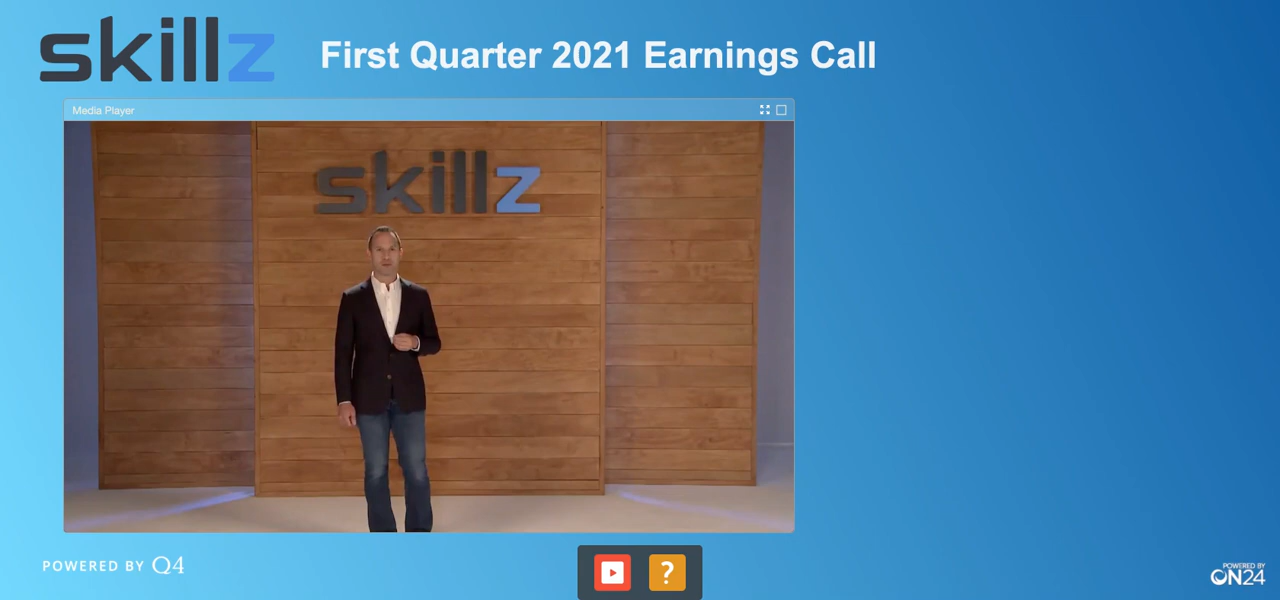 skillz
First Quarter 2021 Earnings Call
Media Player
skillz
POWERED BY Q4
?
POWERED BY
ON24